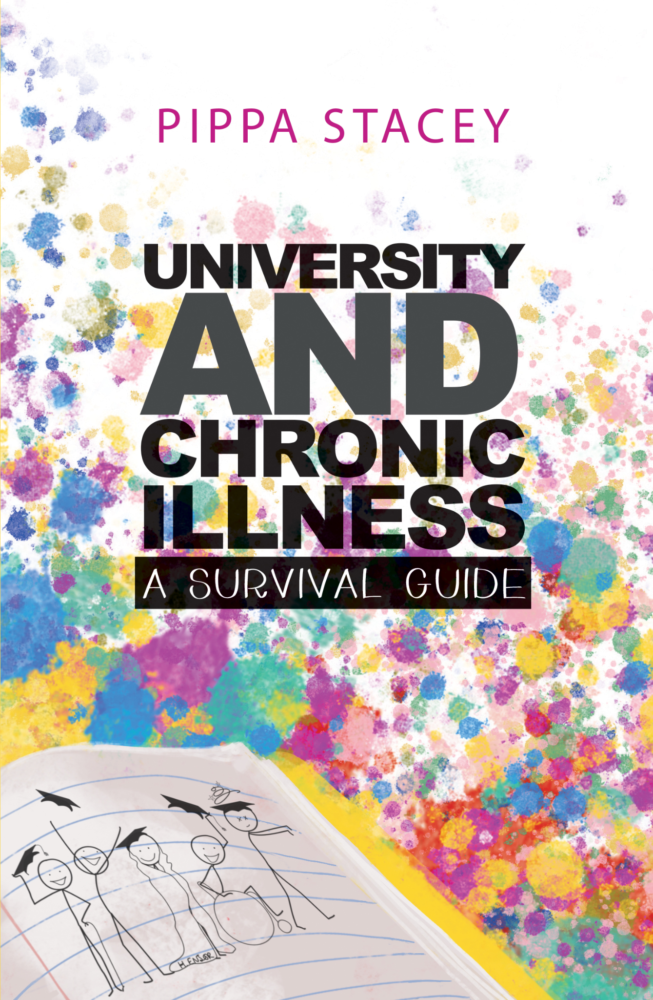 PIPPA STACEY
UNIVERSITY
AND
CHRONIC
ILLNESS
A SURVIVAL GUIDE
H.ENSOR